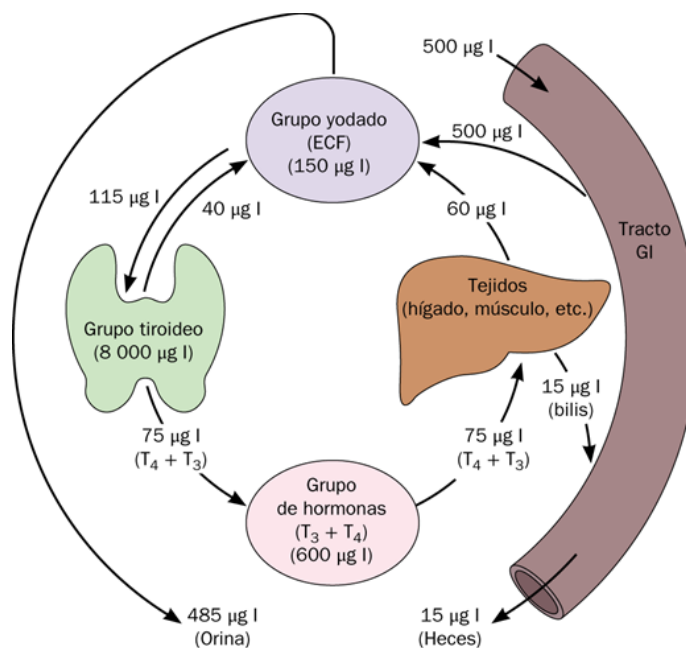 500 µg I
Grupo yodado
(ECF)
(150 µg I)
500 µg I
115 µg I
40 µg I
60 µg I
Tracto
GI
Grupo tiroideo
(8 000 µg I)
Tejidos
(hígado, músculo, etc.)
15 µg I
(bilis)
75 µg I
(T₄ + T₃)
75 µg I
(T₄ + T₃)
Grupo
de hormonas
(T₃ + T₄)
(600 µg I)
485 µg I
(Orina)
15 µg I
(Heces)